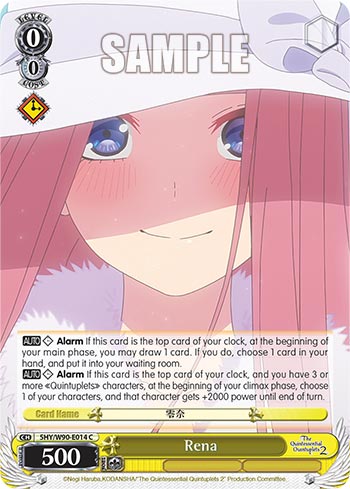 LEVEL
0
SAMPLE
0
COST
AUTO Alarm If this card is the top card of your clock, at the beginning of
your main phase, you may draw 1 card. If you do, choose 1 card in your
hand, and put it into your waiting room.
AUTO Alarm If this card is the top card of your clock, and you have 3 or
more «Quintuplets» characters, at the beginning of your climax phase, choose
1 of your characters, and that character gets +2000 power until end of turn.
Card Name 零奈
CH 5HY/W90-E014 C
Rena
The Quintessential Quintuplets 2
500
©Negi Haruba,KODANSHA/"The Quintessential Quintuplets 2" Production Committee.